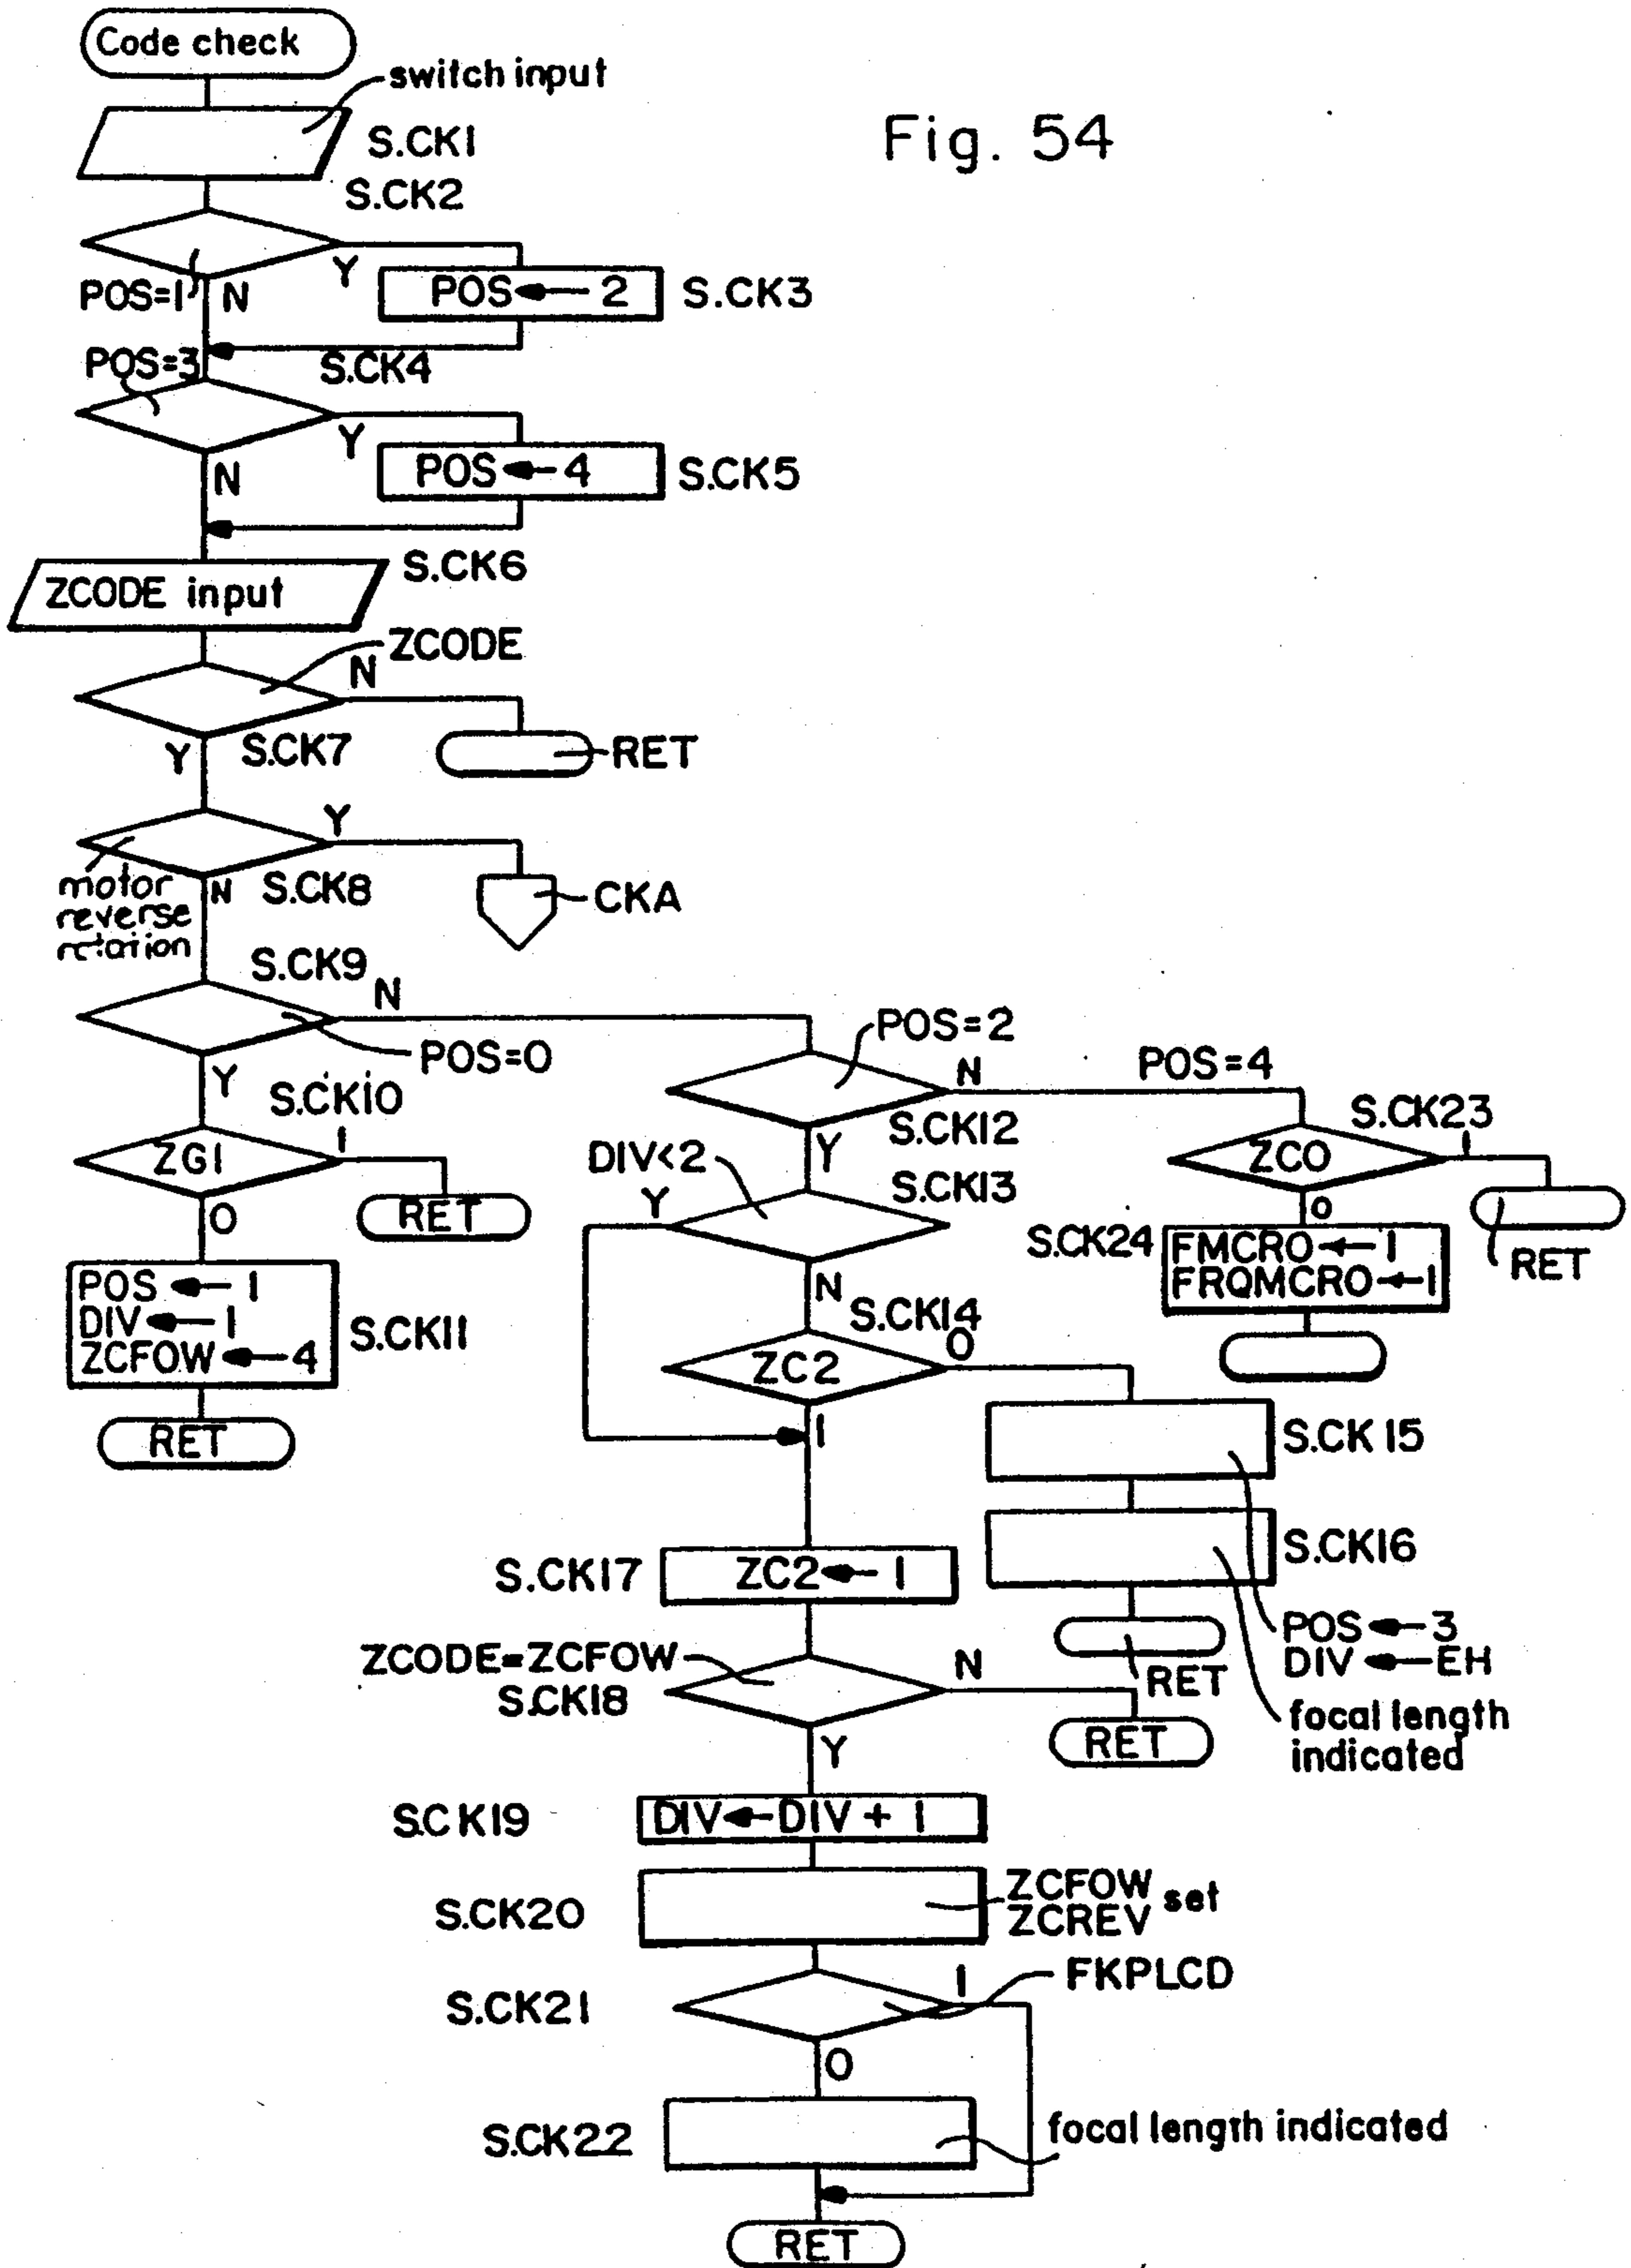 Code check
switch input
Fig. 54
S.CK1
S.CK2
POS=1
Y
N
POS ← 2
S.CK3
POS=3
S.CK4
Y
N
POS ← 4
S.CK5
S.CK6
ZCODE input
ZCODE
N
Y
S.CK7
RET
Y
motor
reverse
rotation
N
S.CK8
CKA
S.CK9
N
POS=0
Y
POS=2
N
POS=4
S.CK10
ZG1
1
RET
0
S.CK12
Y
S.CK23
ZC0
1
0
RET
DIV<2
Y
S.CK13
N
S.CK24
FMCRO ← 1
FRQMCRO ← 1
POS ← 1
DIV ← 1
ZCFOW ← 4
S.CK11
RET
S.CK14
ZC2
0
1
S.CK15
S.CK16
S.CK17
ZC2 ← 1
POS ← 3
DIV ← EH
RET
focal length
indicated
ZCODE=ZCFOW
S.CK18
N
RET
Y
S.CK19
DIV ← DIV + 1
S.CK20
ZCFOW
ZCREV set
S.CK21
1
FKPLCD
0
S.CK22
focal length indicated
RET